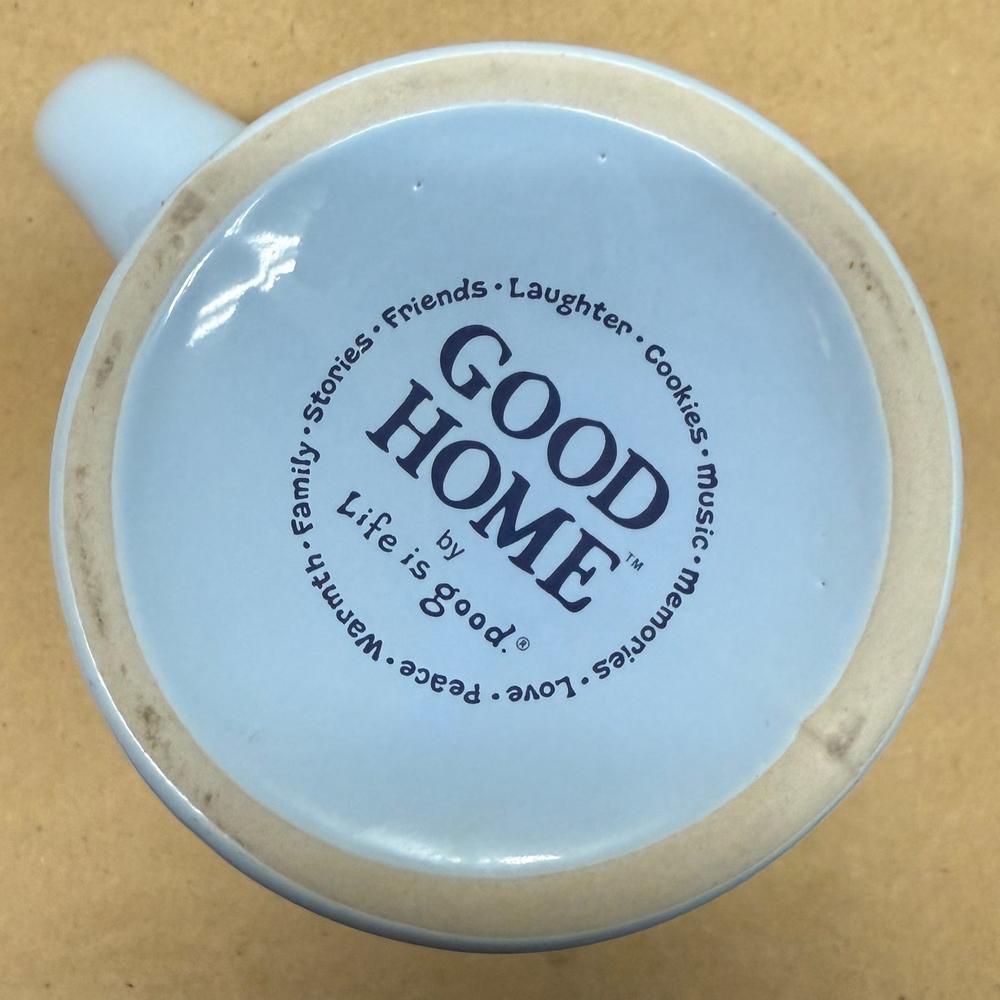 GOOD
HOME™
by
Life is good.®
Friends • Laughter • Cookies • Music • Memories • Love • Peace • Warmth • Family • Stories •